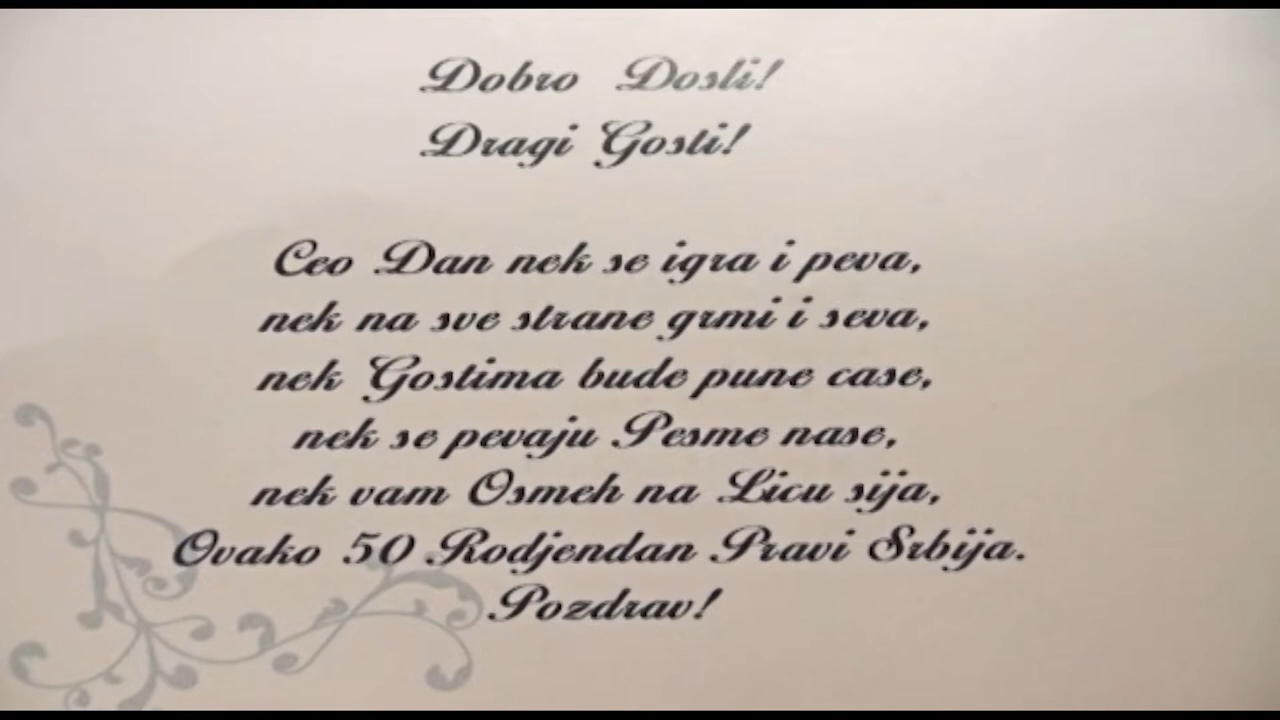 Dobro Dosli!
Dragi Gosti!
Ceo Dan nek se igra i peva,
nek na sve strane grmi i seva,
nek Gostima bude pune case,
nek se pevaju Pesme nase,
nek vam Osmeh na Licu sija,
Ovako 50 Rodjendan Pravi Srbija.
Pozdrav!